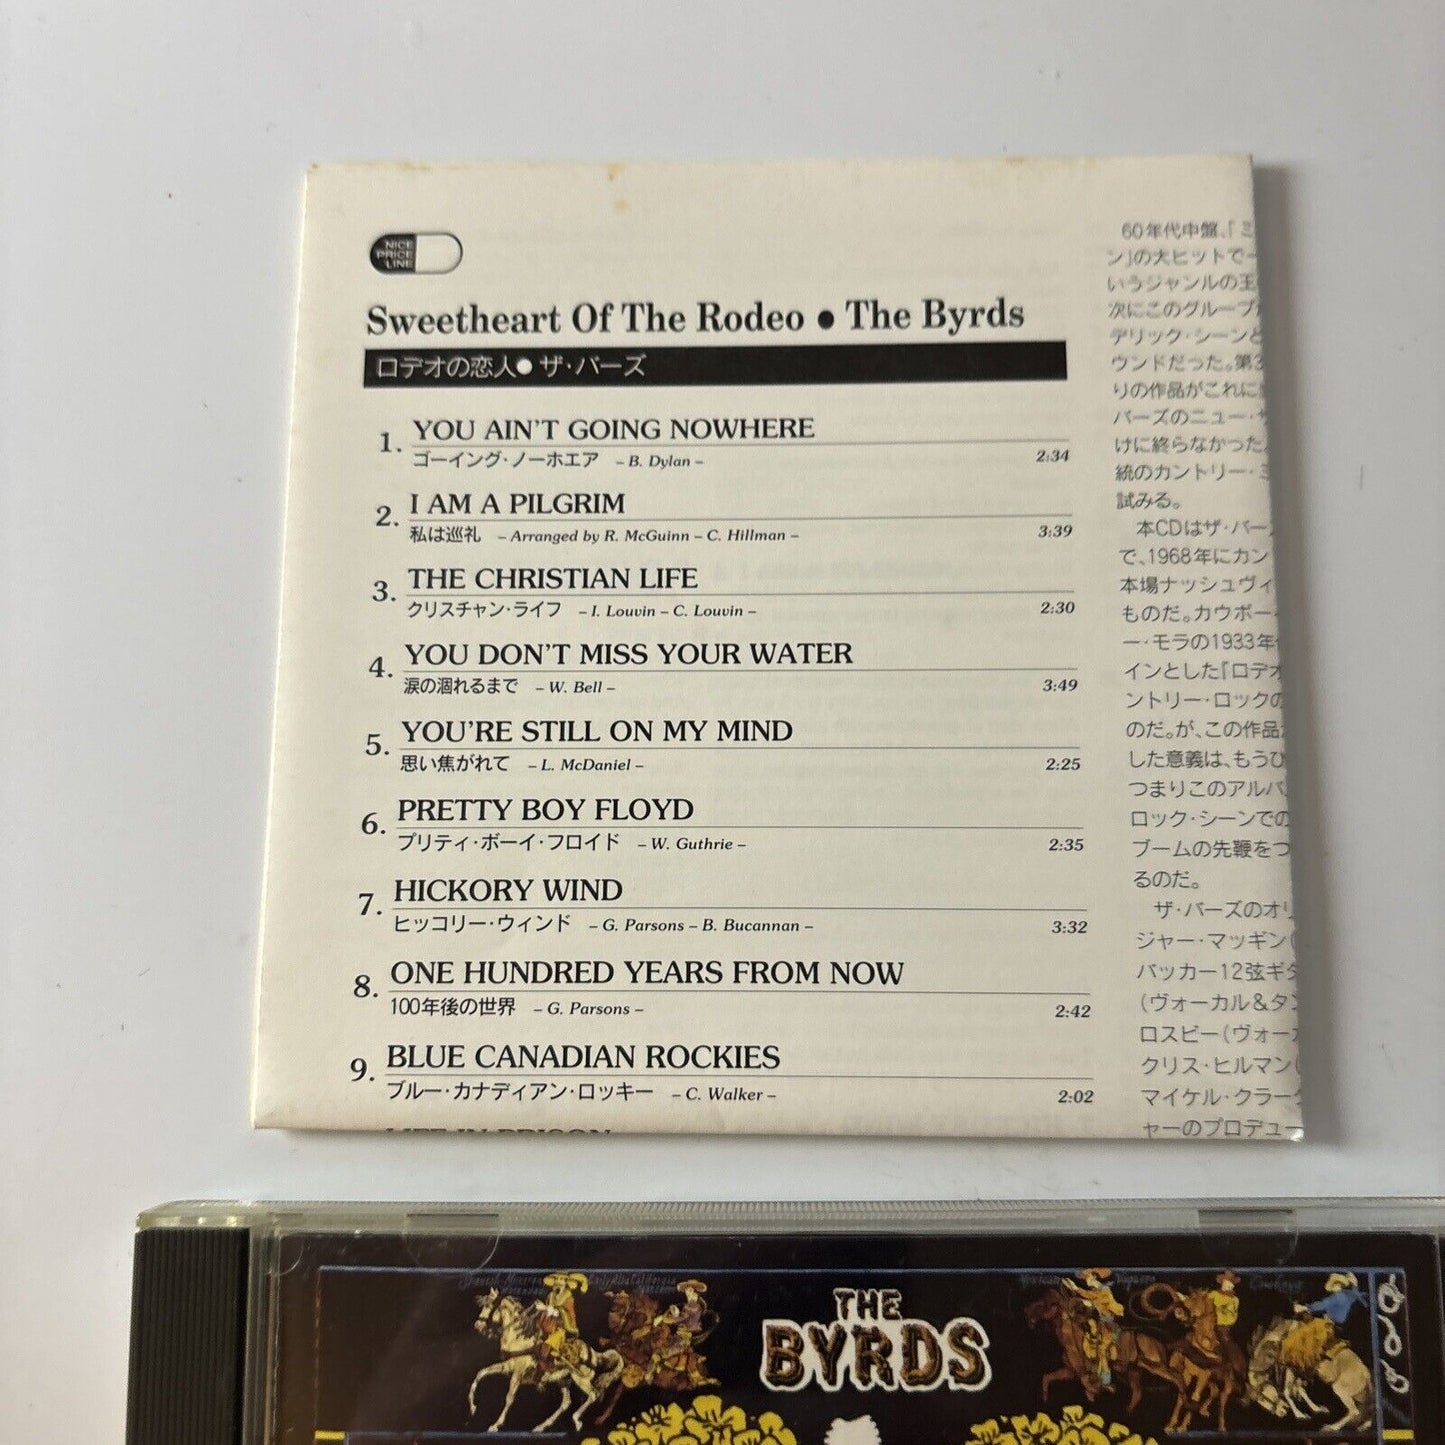 NICE
PRICE
LINE
Sweetheart Of The Rodeo ● The Byrds
ロデオの恋人●ザ・バーズ
1. YOU AIN'T GOING NOWHERE
ゴーイング・ノーホエア – B. Dylan – 2:34
2. I AM A PILGRIM
私は巡礼 – Arranged by R. McGuinn – C. Hillman – 3:39
3. THE CHRISTIAN LIFE
クリスチャン・ライフ – I. Louvin – C. Louvin – 2:30
4. YOU DON'T MISS YOUR WATER
涙の涸れるまで – W. Bell – 3:49
5. YOU'RE STILL ON MY MIND
思い焦がれて – L. McDaniel – 2:25
6. PRETTY BOY FLOYD
プリティ・ボーイ・フロイド – W. Guthrie – 2:35
7. HICKORY WIND
ヒッコリー・ウィンド – G. Parsons – B. Bucannan – 3:32
8. ONE HUNDRED YEARS FROM NOW
100年後の世界 – G. Parsons – 2:42
9. BLUE CANADIAN ROCKIES
ブルー・カナディアン・ロッキー – C. Walker – 2:02
LIFE IN PRISON
60年代中盤、「ミ
ン」の大ヒットで一
いうジャンルの王
次にこのグループ
デリック・シーンと
ウンドだった。第3
りの作品がこれに
バーズのニュー・サ
けに終らなかった
統のカントリー・ミ
試みる。
本CDはザ・バーズ
で、1968年にカン
本場ナッシュヴィ
ものだ。カウボー
ー・モラの1933年
インとした「ロデオ
ントリー・ロックの
のだ。が、この作品
した意義は、もうひ
つまりこのアルバ
ロック・シーンでの
ブームの先鞭をつ
るのだ。
ザ・バーズのオリ
ジャー・マッギン(
バッカー12弦ギタ
(ヴォーカル&タン
ロスビー(ヴォーカ
クリス・ヒルマン(
マイケル・クラーク
ャーのプロデュー
THE
BYRDS